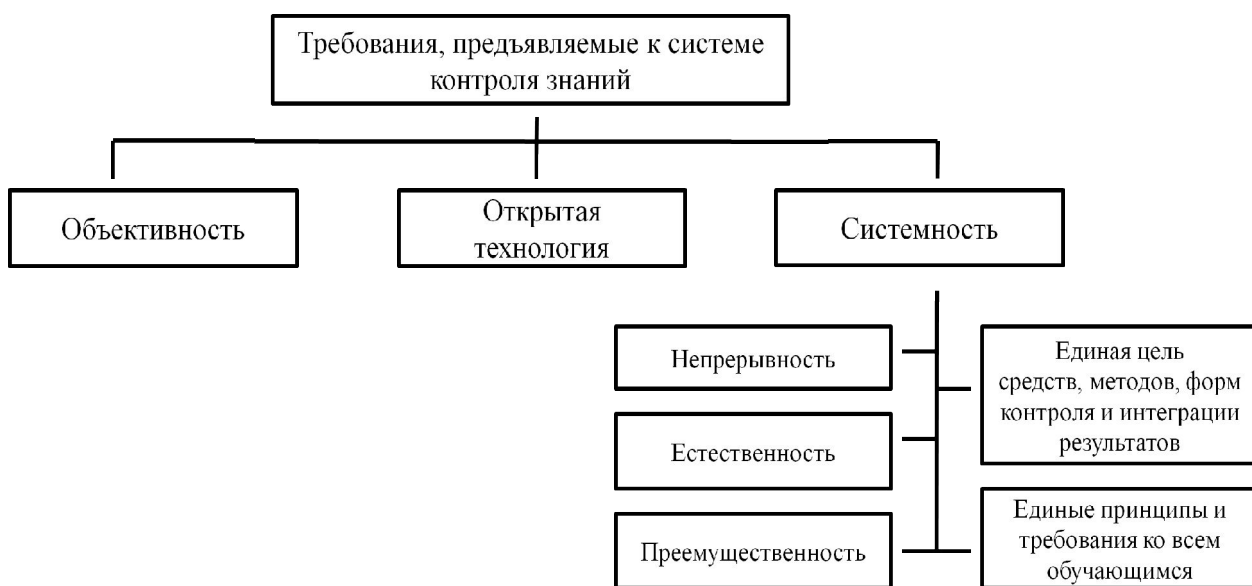 Требования, предъявляемые к системе
контроля знаний
Объективность
Открытая
технология
Системность
Непрерывность
Естественность
Преемущественность
Единая цель
средств, методов, форм
контроля и интеграции
результатов
Единые принципы и
требования ко всем
обучающимся